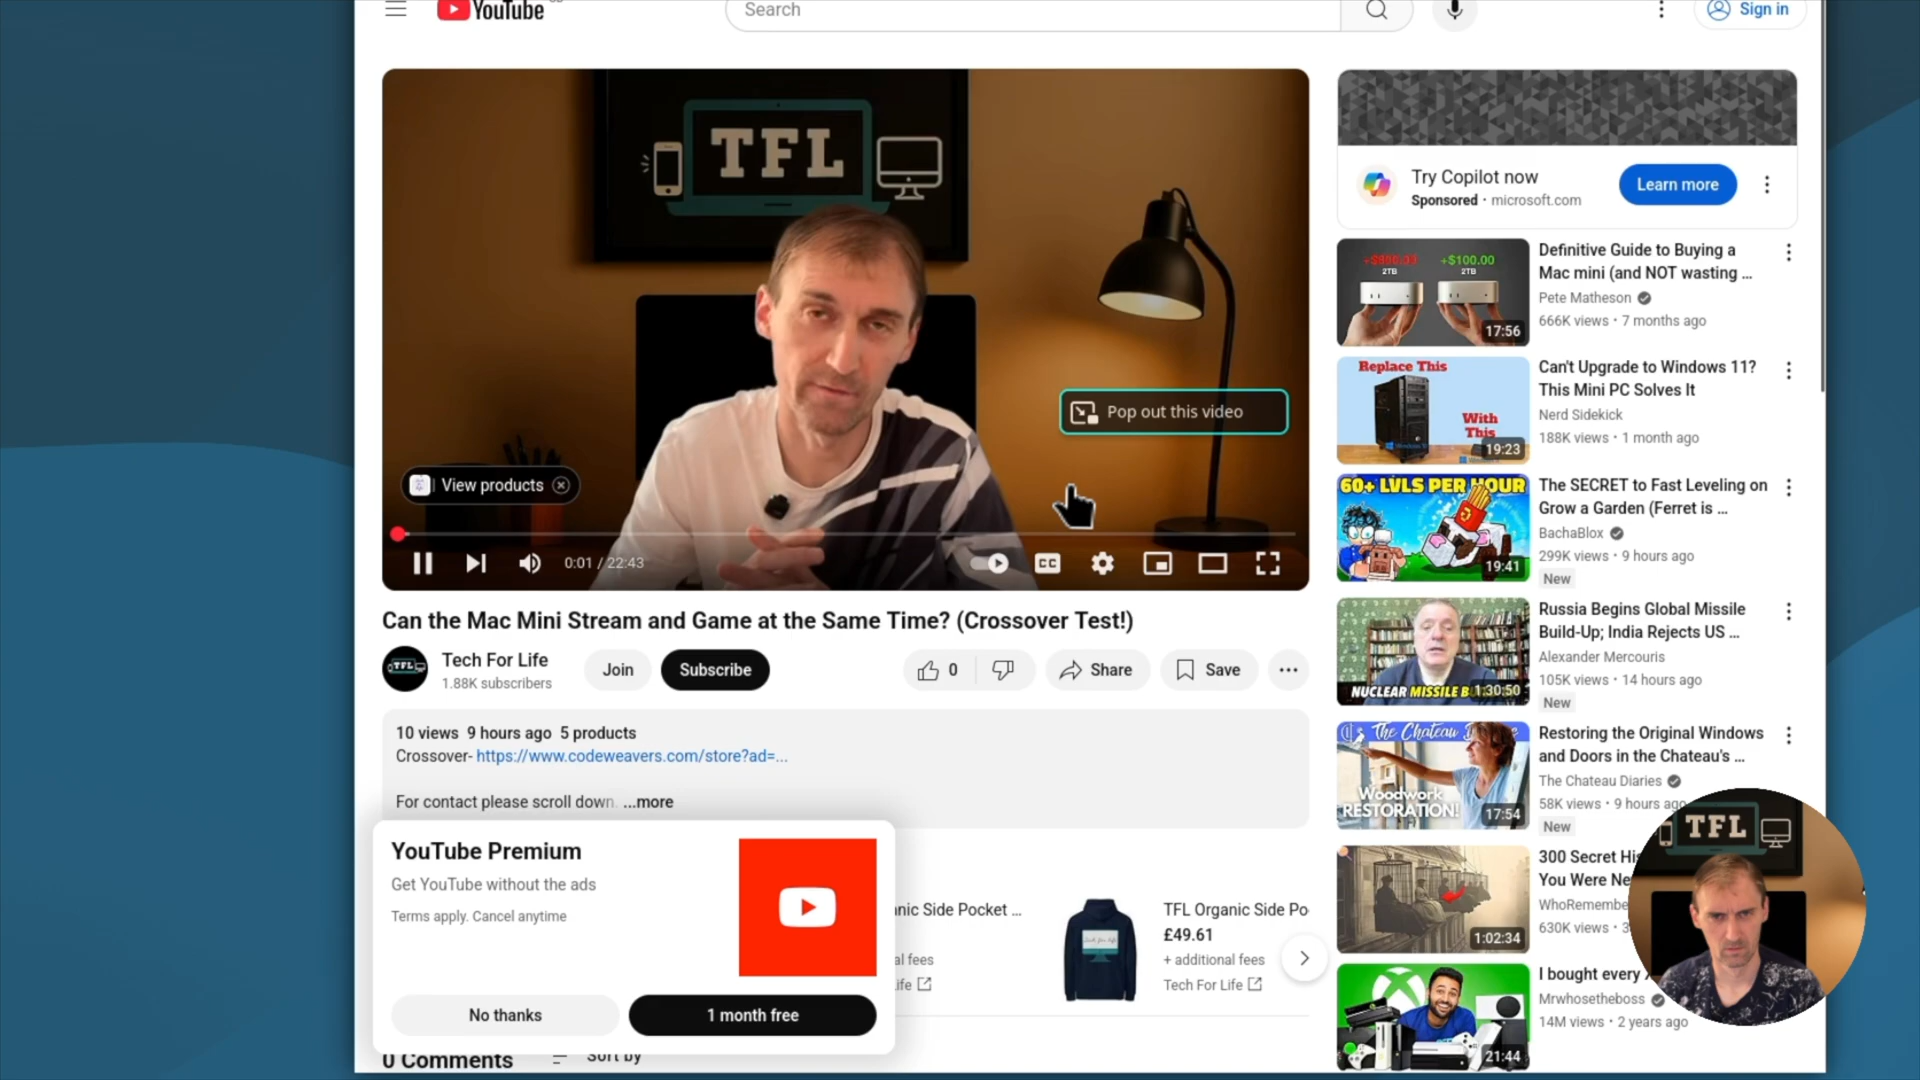 YouTube
Search
Sign in
TFL
Pop out this video
View products
0:01 / 22:43
CC
Can the Mac Mini Stream and Game at the Same Time? (Crossover Test!)
TFL
Tech For Life
1.88K subscribers
Join
Subscribe
0
Share
Save
10 views 9 hours ago 5 products
Crossover- https://www.codeweavers.com/store?ad=...
For contact please scroll down. ...more
YouTube Premium
Get YouTube without the ads
Terms apply. Cancel anytime
No thanks
1 month free
nic Side Pocket ...
al fees
ife
TFL Organic Side Po
£49.61
+ additional fees
Tech For Life
0 Comments
Sort by
Try Copilot now
Sponsored • microsoft.com
Learn more
+$800.00
2TB
+$100.00
2TB
17:56
Definitive Guide to Buying a
Mac mini (and NOT wasting ...
Pete Matheson
666K views • 7 months ago
Replace This
With
This
19:23
Can't Upgrade to Windows 11?
This Mini PC Solves It
Nerd Sidekick
188K views • 1 month ago
60+ LVLS PER HOUR
19:41
The SECRET to Fast Leveling on
Grow a Garden (Ferret is ...
BachaBlox
299K views • 9 hours ago
New
NUCLEAR MISSILE B
1:30:50
Russia Begins Global Missile
Build-Up; India Rejects US ...
Alexander Mercouris
105K views • 14 hours ago
New
The Chateau
Woodwork
RESTORATION!
17:54
Restoring the Original Windows
and Doors in the Chateau's ...
The Chateau Diaries
58K views • 9 hours ago
New
1:02:34
300 Secret His
You Were Ne
WhoRemembe
630K views • 3
21:44
I bought every
Mrwhosetheboss
14M views • 2 years ago
TFL